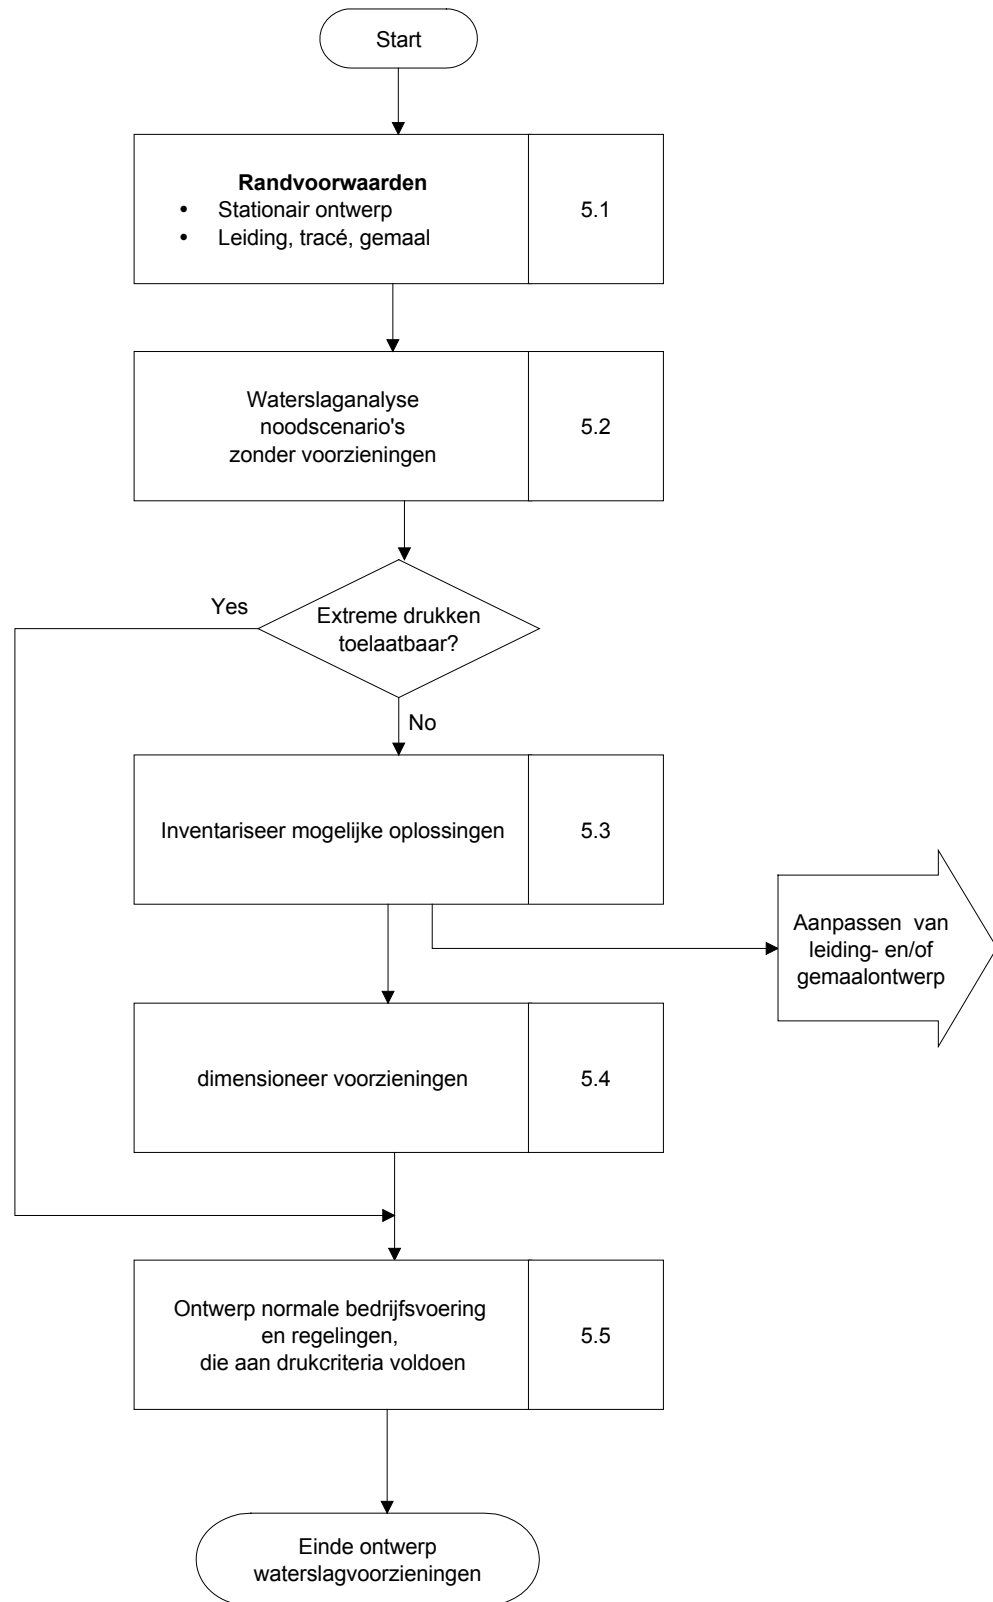 Start
Randvoorwaarden
• Stationair ontwerp
• Leiding, tracé, gemaal
5.1
Waterslaganalyse
noodscenario's
zonder voorzieningen
5.2
Yes
Extreme drukken
toelaatbaar?
No
Inventariseer mogelijke oplossingen
5.3
Aanpassen van
leiding- en/of
gemaalontwerp
dimensioneer voorzieningen
5.4
Ontwerp normale bedrijfsvoering
en regelingen,
die aan drukcriteria voldoen
5.5
Einde ontwerp
waterslagvoorzieningen